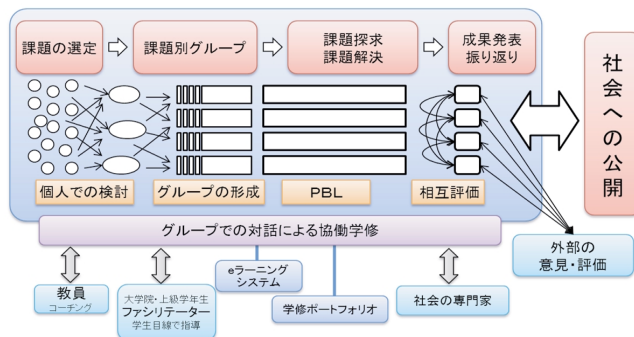 課題の選定
課題別グループ
課題探求
課題解決
成果発表
振り返り
社会への公開
個人での検討
グループの形成
PBL
相互評価
グループでの対話による協働学修
外部の
意見・評価
教員
コーチング
大学院・上級学年生
ファシリテーター
学生目線で指導
eラーニング
システム
学修ポートフォリオ
社会の専門家